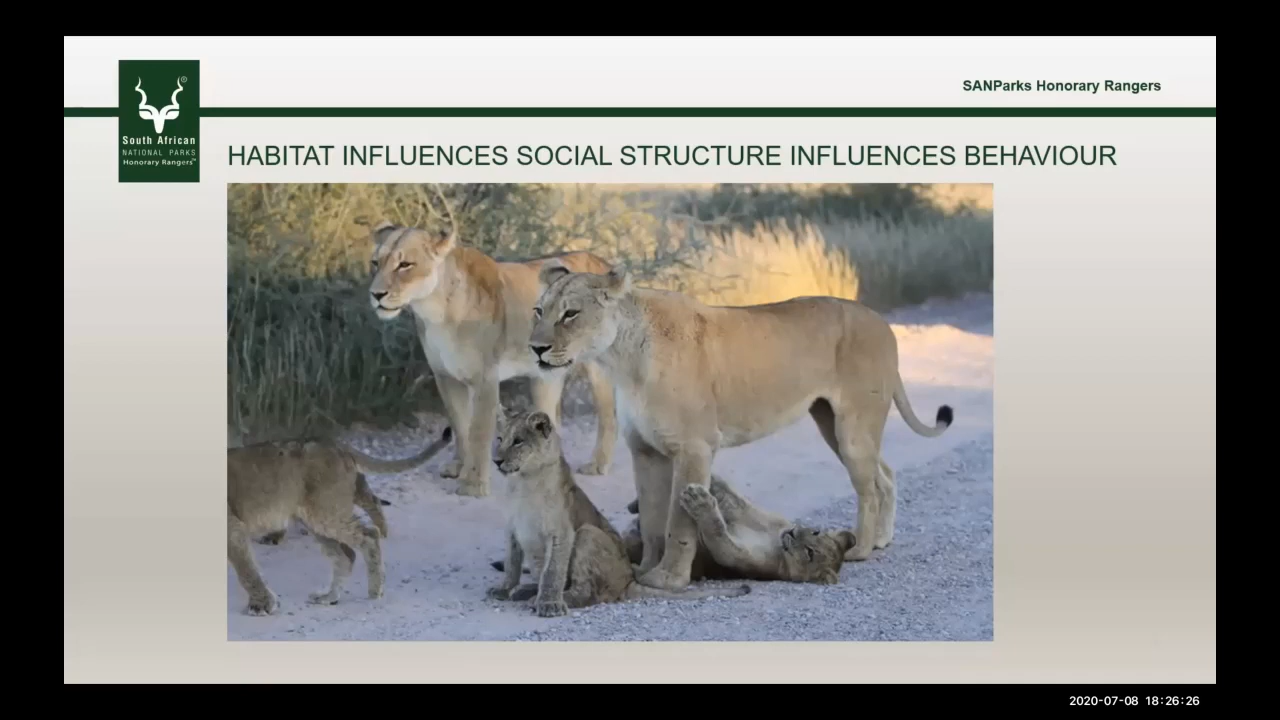 SANParks Honorary Rangers
South African
NATIONAL PARKS
Honorary Rangers™
HABITAT INFLUENCES SOCIAL STRUCTURE INFLUENCES BEHAVIOUR
2020-07-08 18:26:26